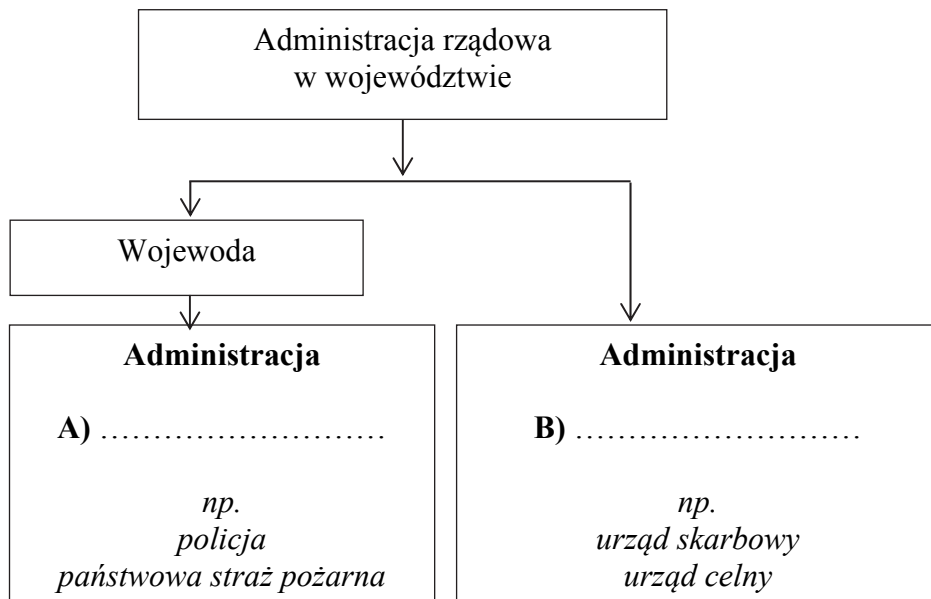 Administracja rządowa
w województwie
Wojewoda
Administracja
A) ………………………
np.
policja
państwowa straż pożarna
Administracja
B) ………………………
np.
urząd skarbowy
urząd celny